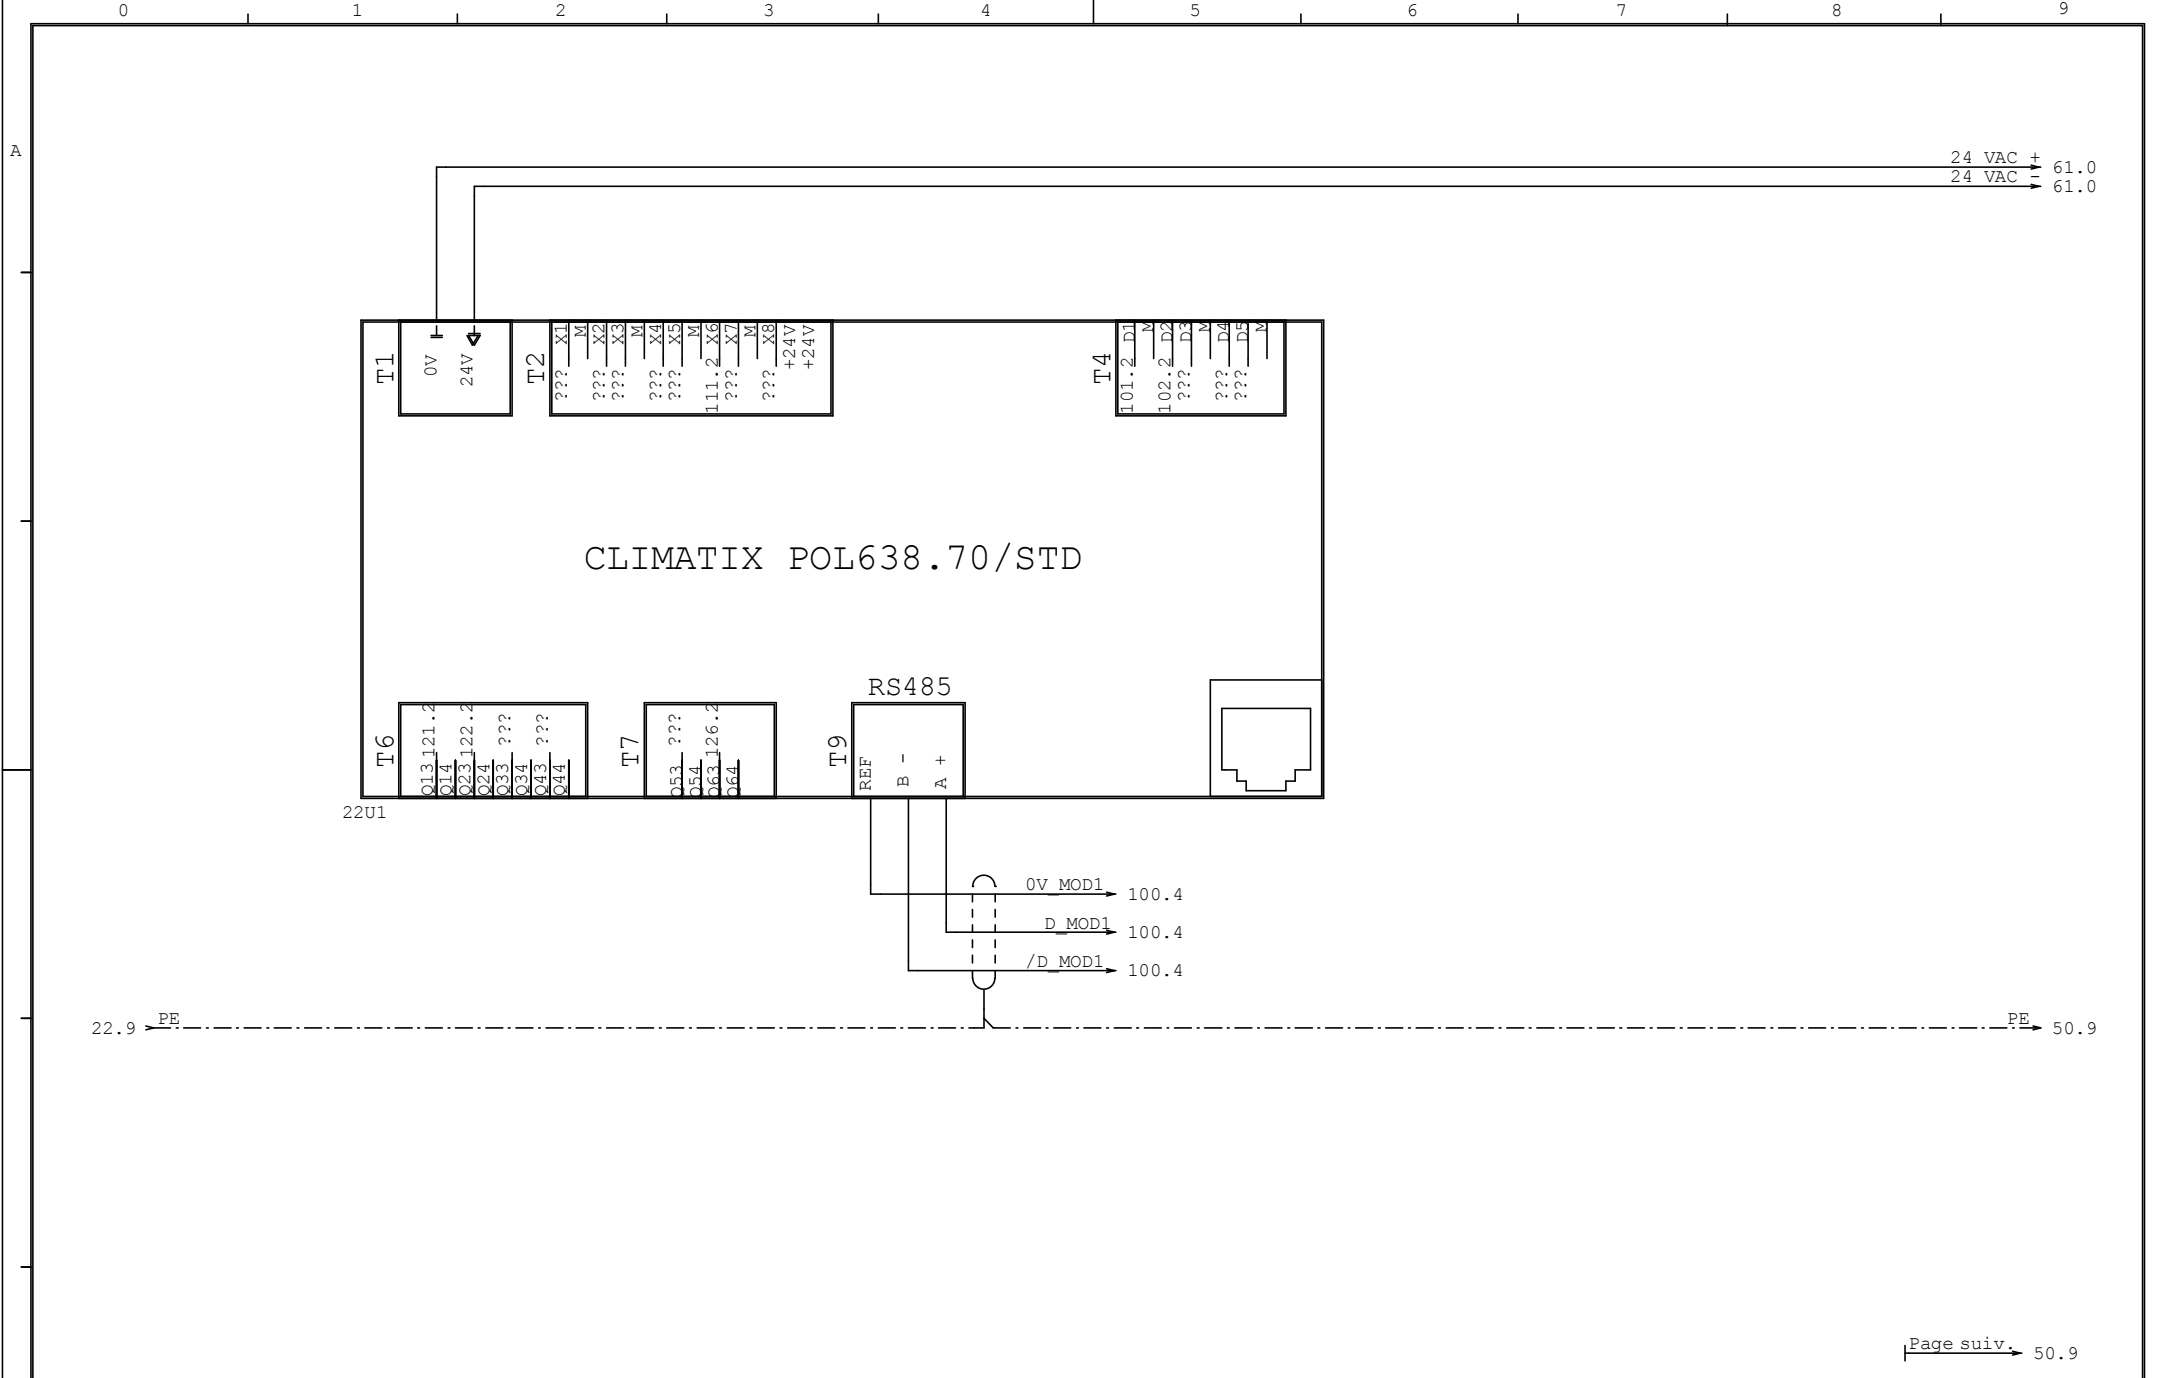 0 1 2 3 4 5 6 7 8 9
A
24 VAC + 61.0
24 VAC - 61.0
T1
0V
24V
T2
??? X1
M
??? X2
??? X3
M
??? X4
??? X5
M
111.2 X6
??? X7
M
??? X8
+24V
+24V
T4
101.2 D1
M
102.2 D2
??? D3
M
??? D4
??? D5
M
CLIMATIX POL638.70/STD
T6
Q13 121.2
Q14
Q23 122.2
Q24
Q33 ???
Q34
Q43 ???
Q44
T7
Q53 ???
Q54
Q63 126.2
Q64
RS485
T9
REF
B -
A +
22U1
0V_MOD1 100.4
D_MOD1 100.4
/D_MOD1 100.4
22.9 PE
PE 50.9
Page suiv. 50.9